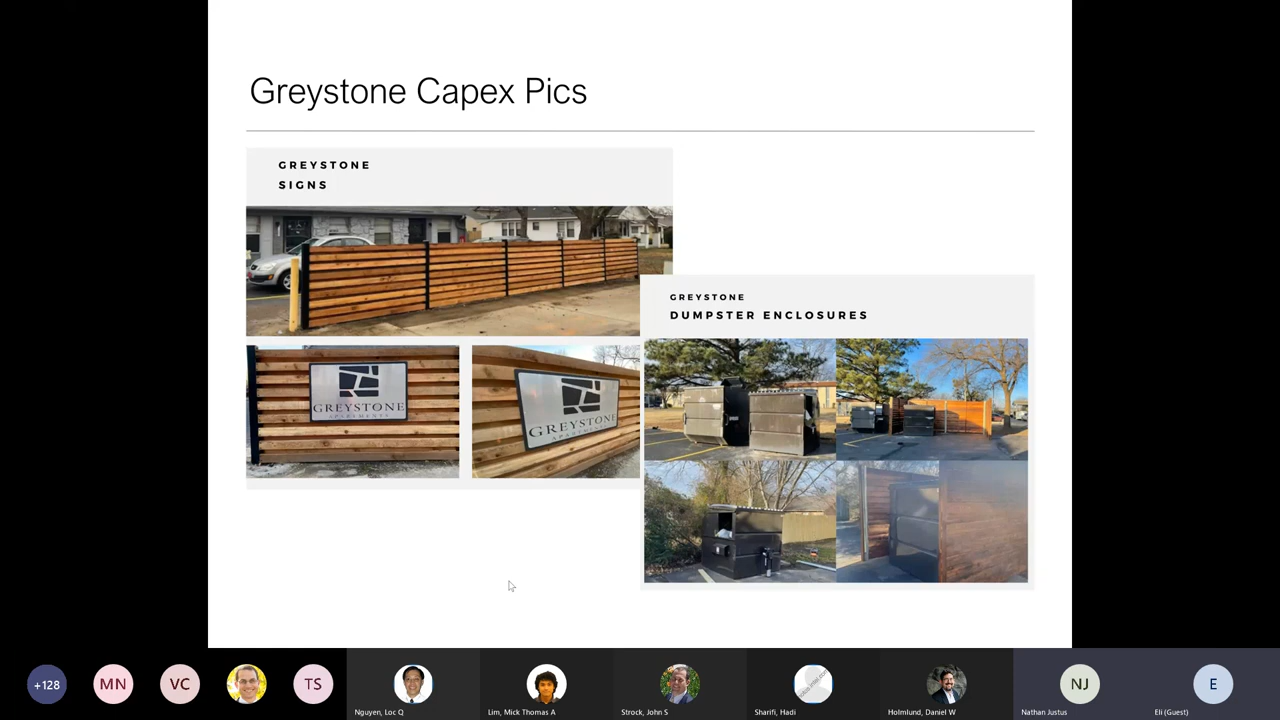 Greystone Capex Pics
GREYSTONE
SIGNS
GREYSTONE
APARTMENTS
GREYSTONE
GREYSTONE
DUMPSTER ENCLOSURES
+128
MN
VC
TS
Nguyen, Loc Q
Lim, Mick Thomas A
Strock, John S
Sharifi, Hadi
Holmlund, Daniel W
NJ
Nathan Justus
E
Eli (Guest)